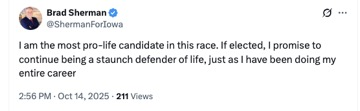 Brad Sherman
@ShermanForIowa
I am the most pro-life candidate in this race. If elected, I promise to
continue being a staunch defender of life, just as I have been doing my
entire career
2:56 PM · Oct 14, 2025 · 211 Views